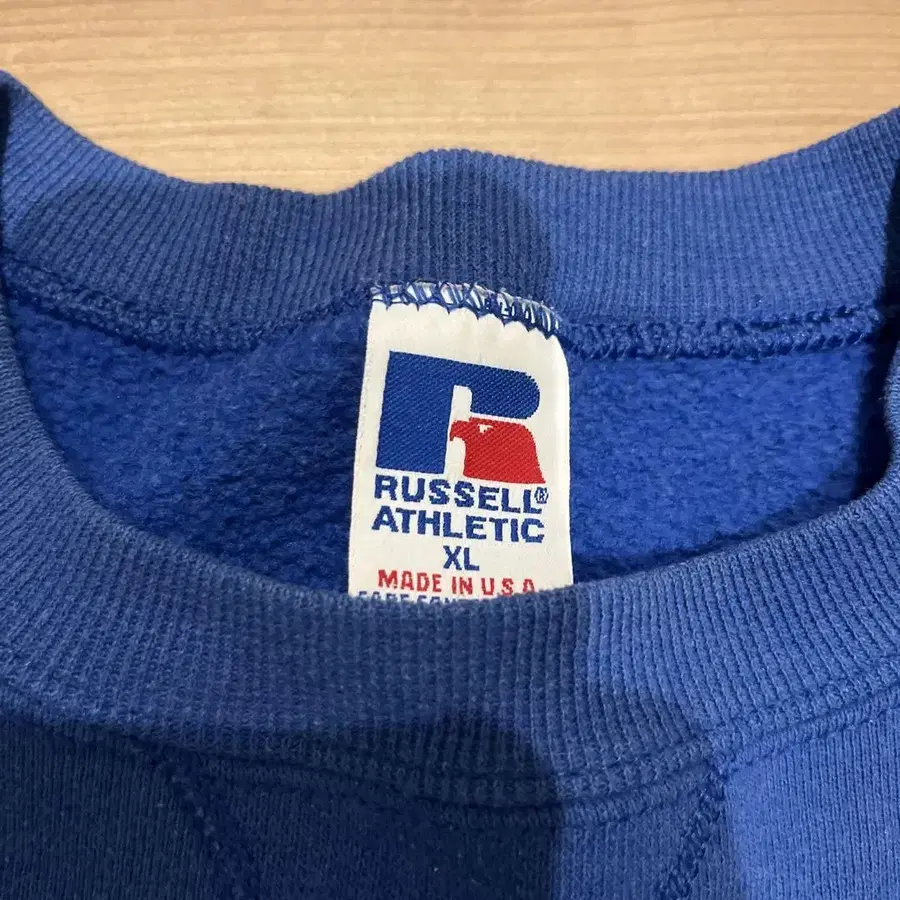 RUSSELL®
ATHLETIC
XL
MADE IN U.S.A